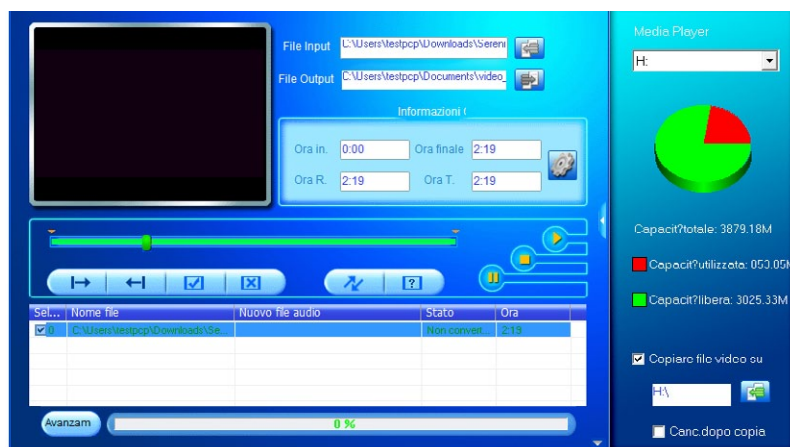 File Input C:\Users\testpcp\Downloads\Sereni
File Output C:\Users\testpcp\Documents\video_
Informazioni (
Ora in. 0:00 Ora finale 2:19
Ora R. 2:19 Ora T. 2:19
Sel... Nome file Nuovo file audio Stato Ora
0 C:\Users\testpcp\Downloads\Se... Non convert... 2:19
Avanzam 0 %
Media Player
H:
Capacit?totale: 3879.18M
Capacit?utilizzata:
Capacit?libera: 3025.33M
Copiare file video su
H:\
Canc.dopo copia